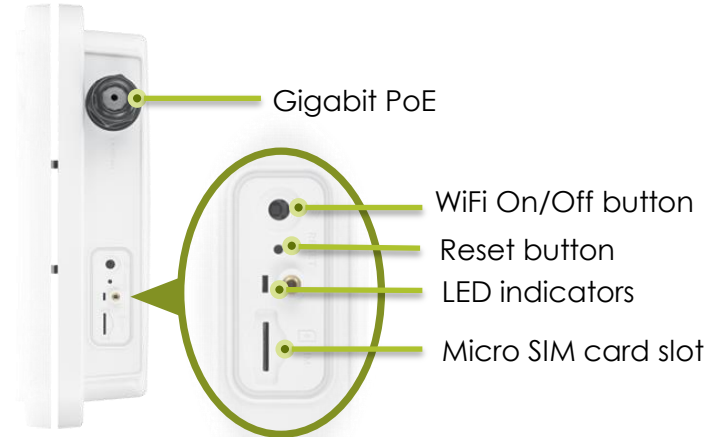 Gigabit PoE
WiFi On/Off button
Reset button
LED indicators
Micro SIM card slot